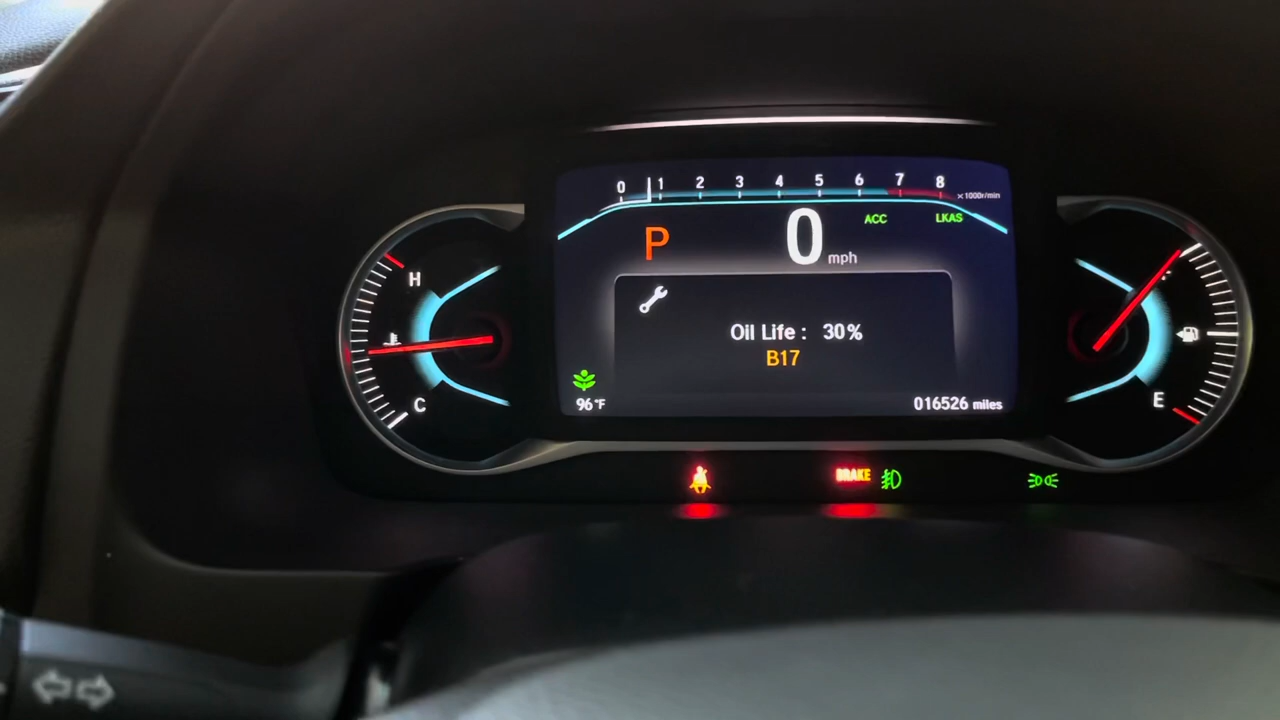 0 1 2 3 4 5 6 7 8
×1000r/min
P 0 mph ACC LKAS
H
Oil Life : 30%
B17
C
E
96°F
016526 miles
BRAKE